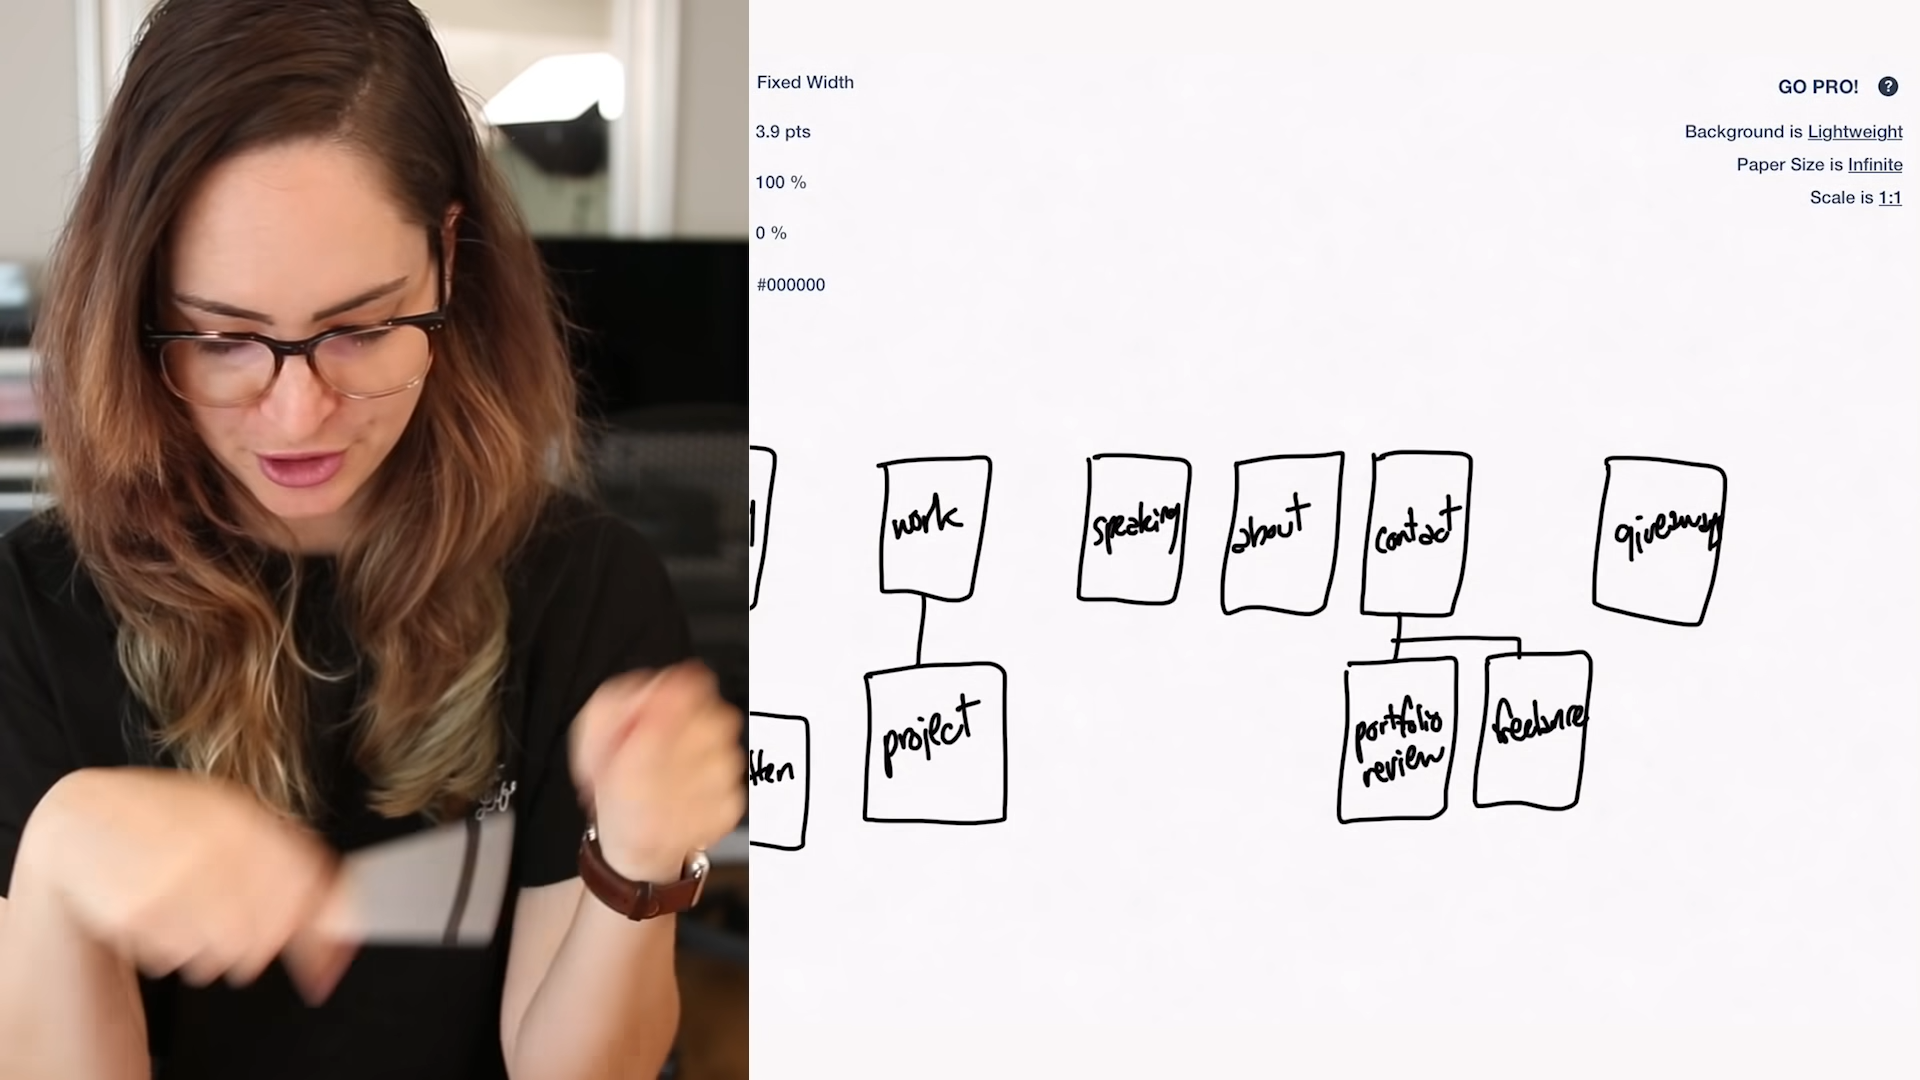 Fixed Width
GO PRO! ?
3.9 pts
Background is Lightweight
Paper Size is Infinite
100 %
Scale is 1:1
0 %
#000000
work
speaking
about
contact
giveaway
project
portfolio
review
freelance
Life